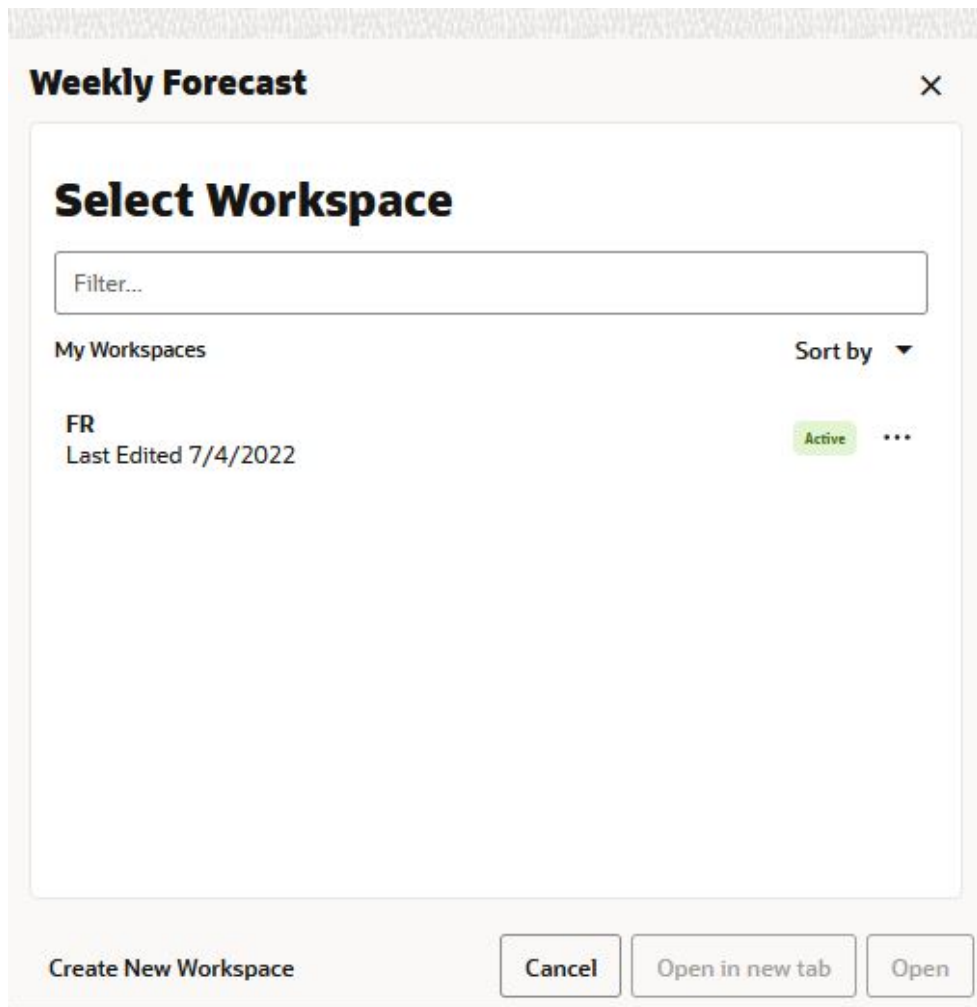 Weekly Forecast
Select Workspace
Filter...
My Workspaces Sort by
FR
Last Edited 7/4/2022
Active ...
Create New Workspace Cancel Open in new tab Open